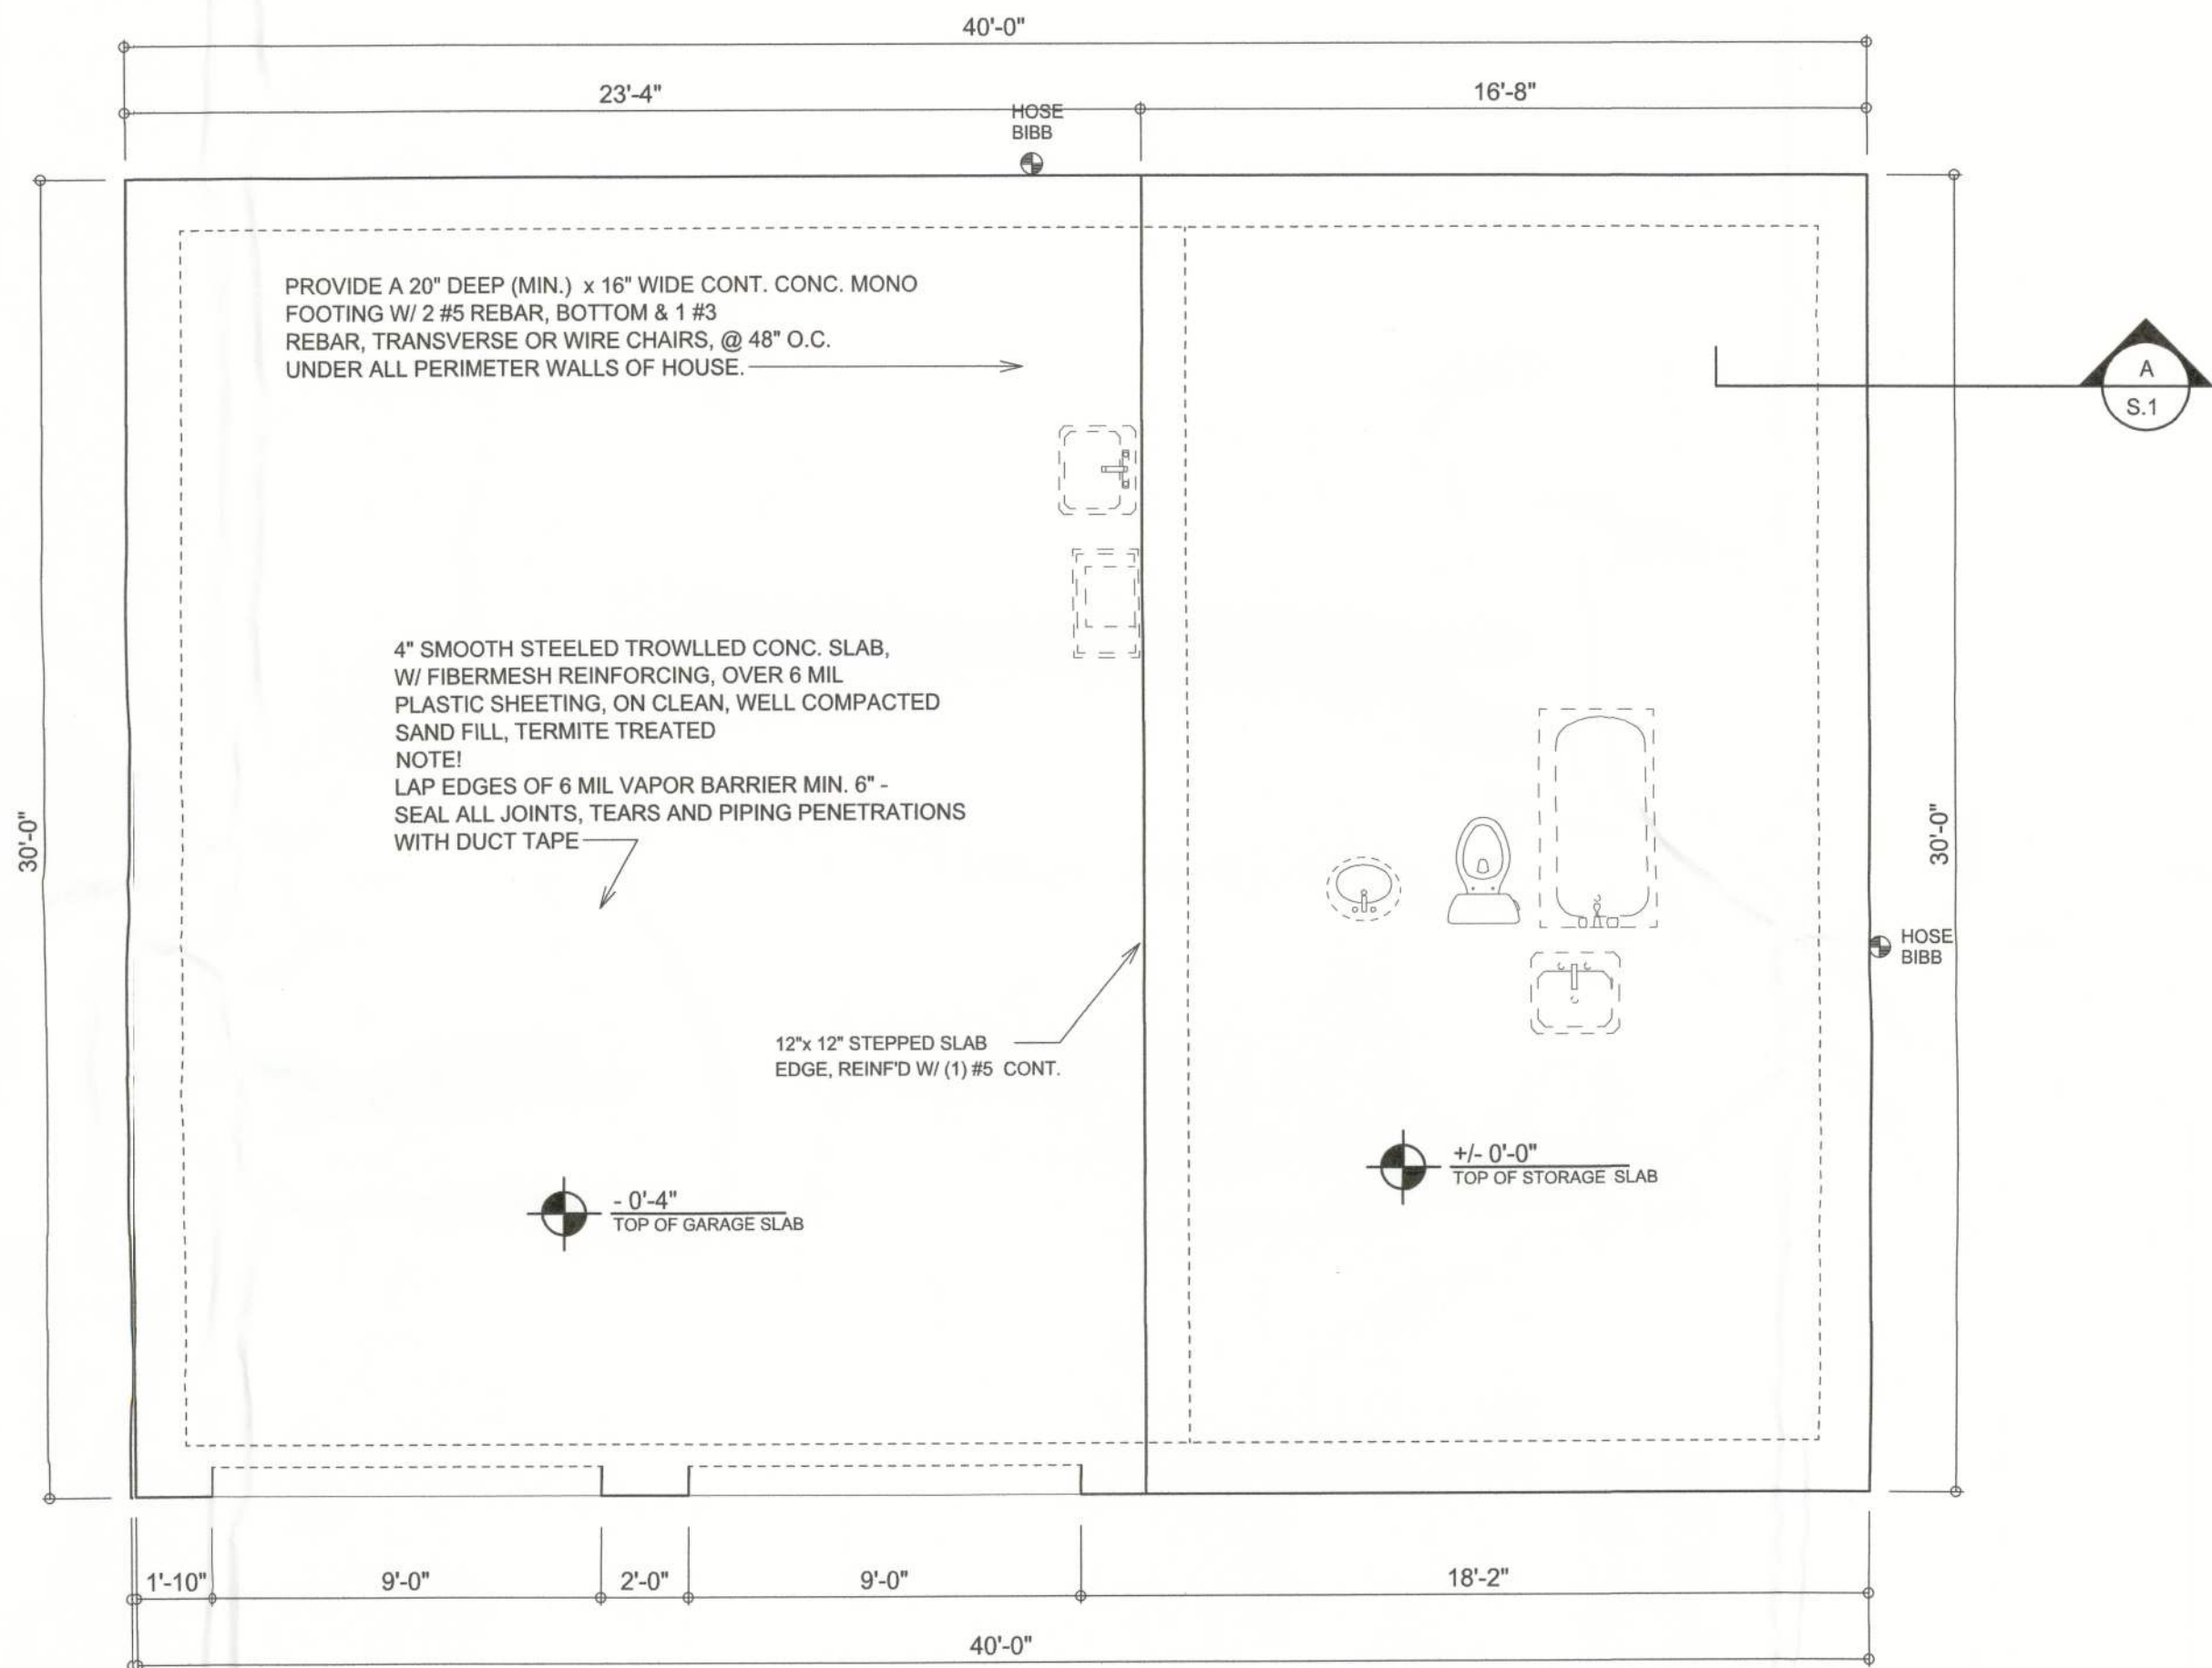 40'-0"
23'-4"
16'-8"
HOSE
BIBB
PROVIDE A 20" DEEP (MIN.) x 16" WIDE CONT. CONC. MONO
FOOTING W/ 2 #5 REBAR, BOTTOM & 1 #3
REBAR, TRANSVERSE OR WIRE CHAIRS, @ 48" O.C.
UNDER ALL PERIMETER WALLS OF HOUSE.
A
S.1
4" SMOOTH STEELED TROWLLED CONC. SLAB,
W/ FIBERMESH REINFORCING, OVER 6 MIL
PLASTIC SHEETING, ON CLEAN, WELL COMPACTED
SAND FILL, TERMITE TREATED
NOTE!
LAP EDGES OF 6 MIL VAPOR BARRIER MIN. 6" -
SEAL ALL JOINTS, TEARS AND PIPING PENETRATIONS
WITH DUCT TAPE
30'-0"
30'-0"
HOSE
BIBB
12"x 12" STEPPED SLAB
EDGE, REINF'D W/ (1) #5 CONT.
+/- 0'-0"
TOP OF STORAGE SLAB
- 0'-4"
TOP OF GARAGE SLAB
1'-10"
9'-0"
2'-0"
9'-0"
18'-2"
40'-0"